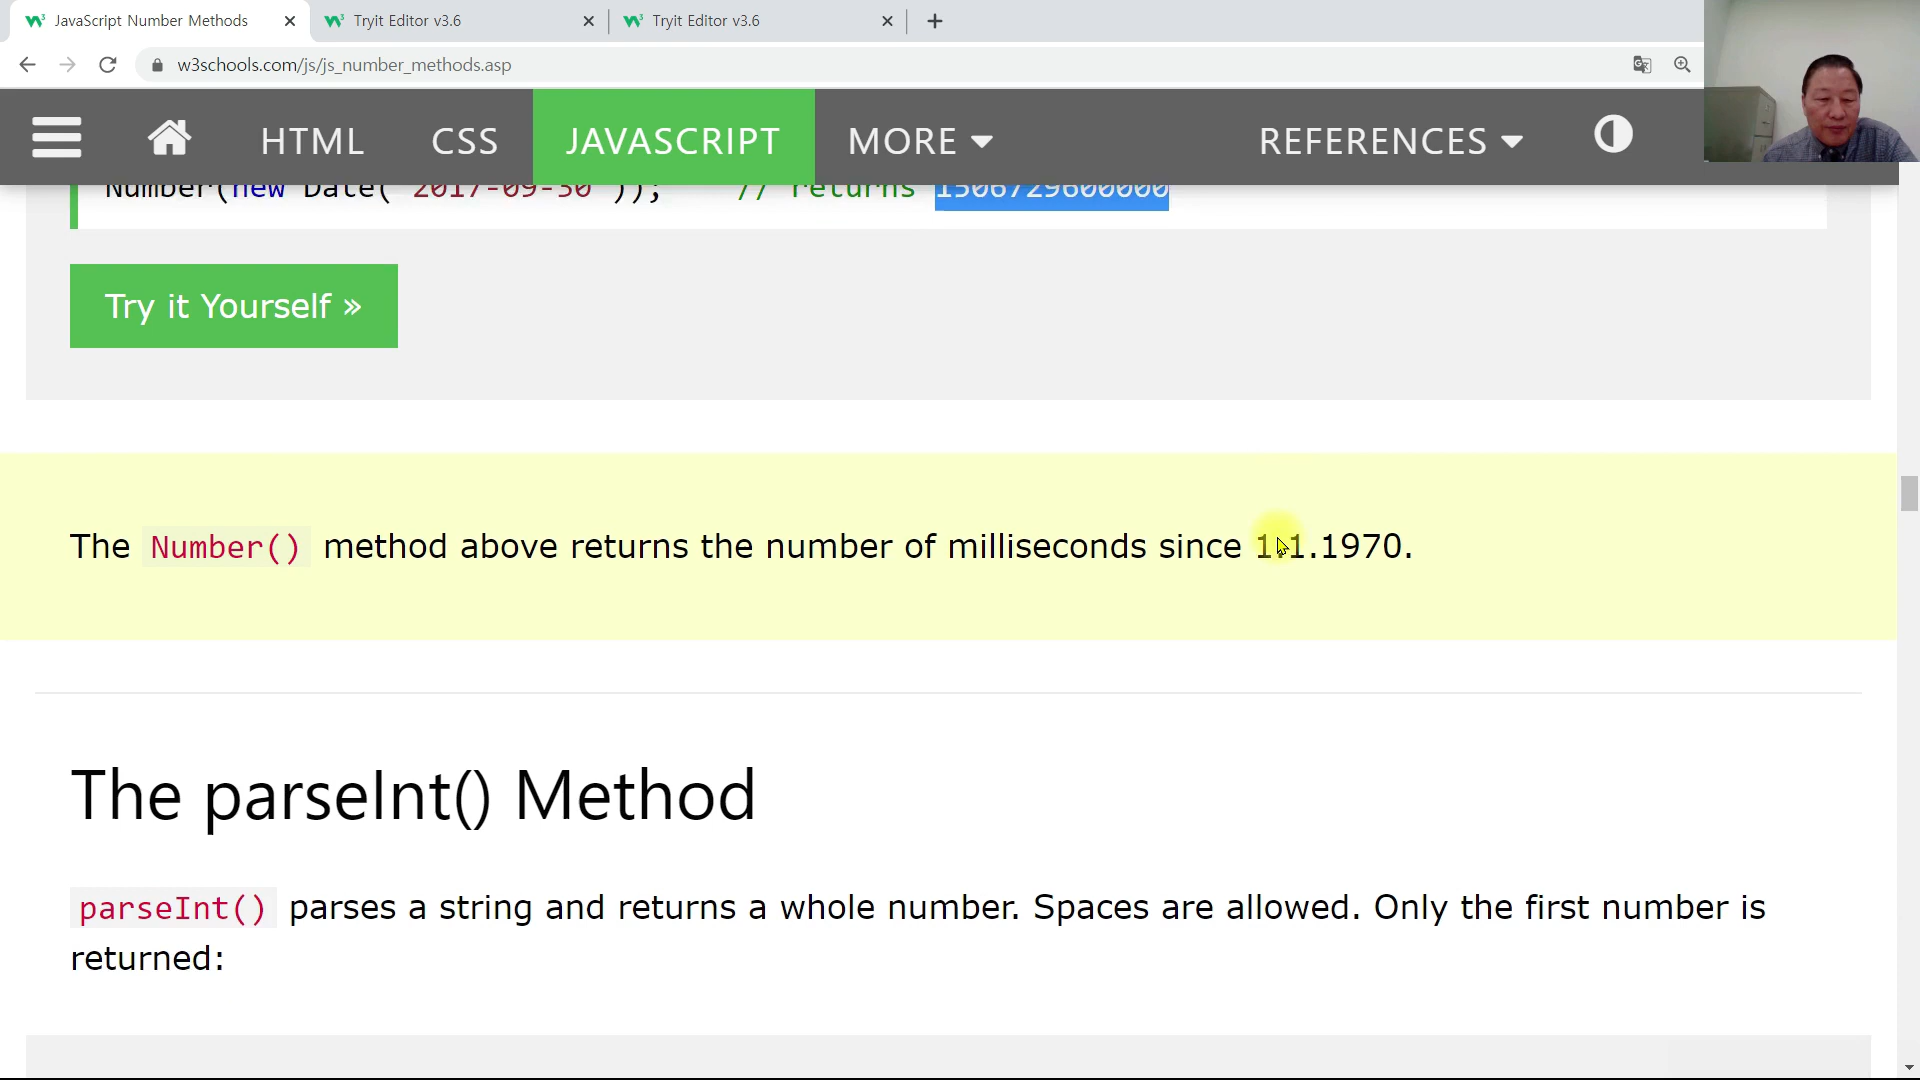 JavaScript Number Methods
Tryit Editor v3.6
Tryit Editor v3.6
w3schools.com/js/js_number_methods.asp
HTML CSS JAVASCRIPT MORE REFERENCES
Number(new Date("2017-09-30")); // returns 1506729600000
Try it Yourself »
The Number() method above returns the number of milliseconds since 1.1.1970.
The parseInt() Method
parseInt() parses a string and returns a whole number. Spaces are allowed. Only the first number is
returned: